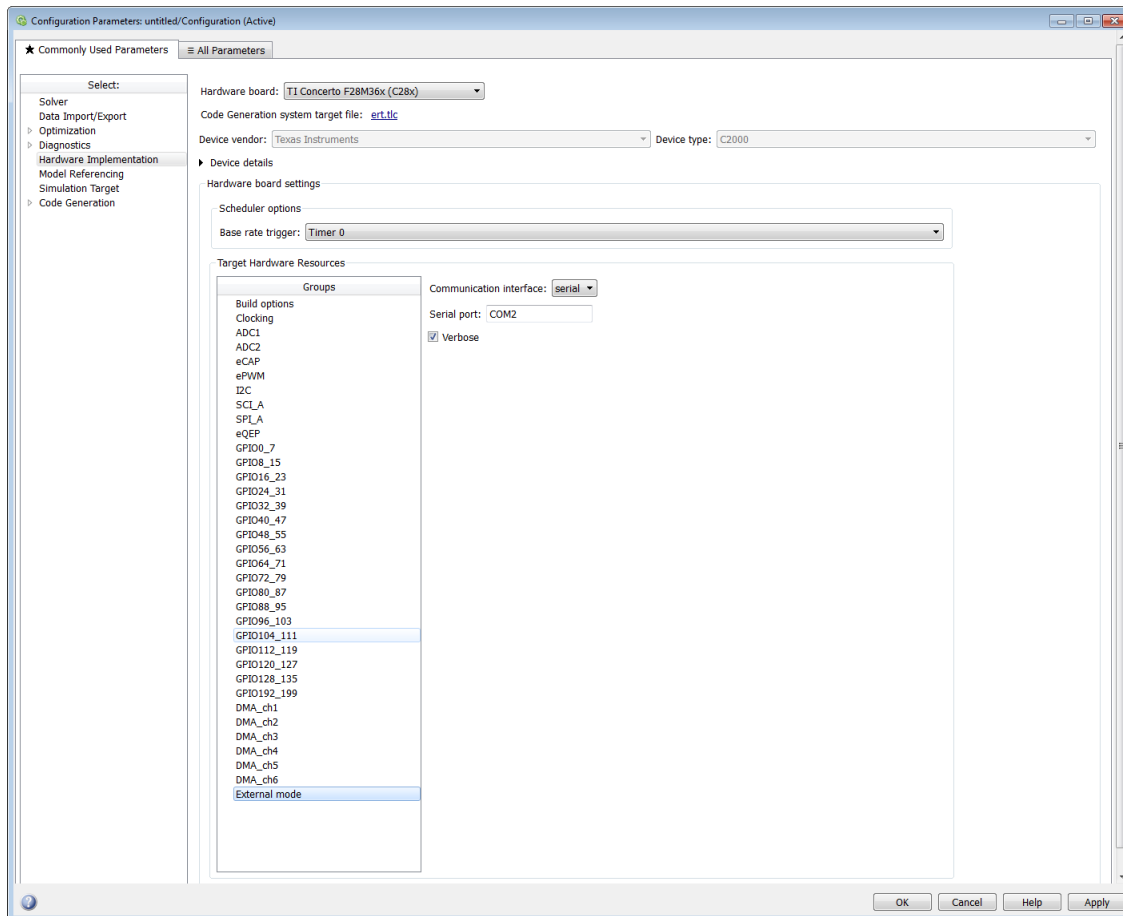 Configuration Parameters: untitled/Configuration (Active)
★ Commonly Used Parameters
≡ All Parameters
Select:
Solver
Data Import/Export
Optimization
Diagnostics
Hardware Implementation
Model Referencing
Simulation Target
Code Generation
Hardware board: TI Concerto F28M36x (C28x)
Code Generation system target file: ert.tlc
Device vendor: Texas Instruments
Device type: C2000
Device details
Hardware board settings
Scheduler options
Base rate trigger: Timer 0
Target Hardware Resources
Groups
Build options
Clocking
ADC1
ADC2
eCAP
ePWM
I2C
SCI_A
SPI_A
eQEP
GPIO0_7
GPIO8_15
GPIO16_23
GPIO24_31
GPIO32_39
GPIO40_47
GPIO48_55
GPIO56_63
GPIO64_71
GPIO72_79
GPIO80_87
GPIO88_95
GPIO96_103
GPIO104_111
GPIO112_119
GPIO120_127
GPIO128_135
GPIO192_199
DMA_ch1
DMA_ch2
DMA_ch3
DMA_ch4
DMA_ch5
DMA_ch6
External mode
Communication interface: serial
Serial port: COM2
Verbose
OK
Cancel
Help
Apply